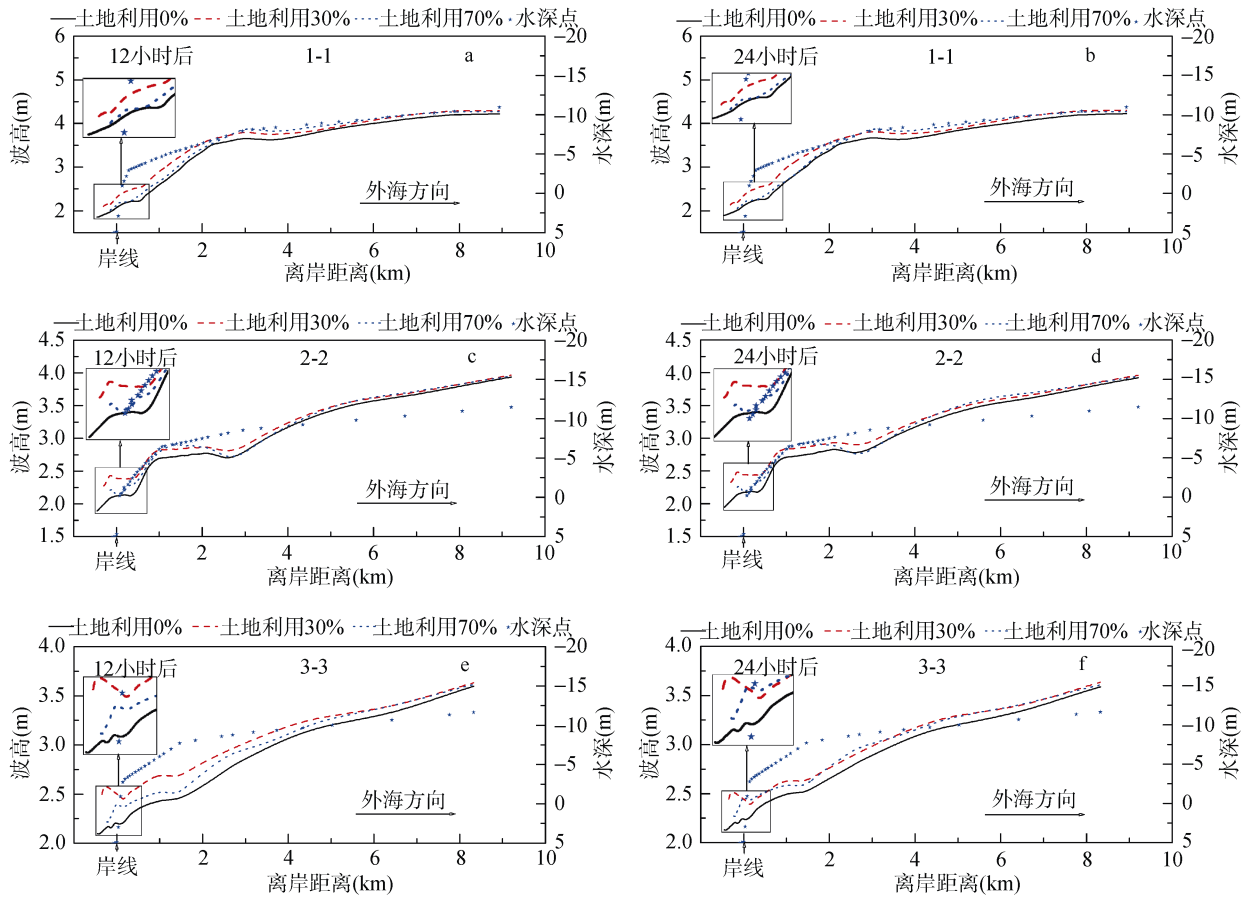 土地利用0% 土地利用30% 土地利用70% 水深点
6 -20
12小时后 1-1 a
5 -15
-10
4
波高(m) 水深(m)
-5
3
0
外海方向
2
5
2 4 6 8 10
岸线
离岸距离(km)
土地利用0% 土地利用30% 土地利用70% 水深点
6 -20
24小时后 1-1 b
5 -15
-10
4
波高(m) 水深(m)
-5
3
0
外海方向
2
5
2 4 6 8 10
岸线
离岸距离(km)
土地利用0% 土地利用30% 土地利用70% 水深点
4.5 -20
12小时后 2-2 c
4.0 -15
3.5 -10
波高(m) 水深(m)
3.0
-5
2.5
外海方向
2.0 0
1.5 5
2 4 6 8 10
岸线
离岸距离(km)
土地利用0% 土地利用30% 土地利用70% 水深点
4.5 -20
24小时后 2-2 d
4.0 -15
3.5 -10
波高(m) 水深(m)
3.0
-5
2.5
外海方向
2.0 0
1.5 5
2 4 6 8 10
岸线
离岸距离(km)
土地利用0% 土地利用30% 土地利用70% 水深点
4.0 -20
12小时后 3-3 e
-15
3.5
-10
波高(m) 水深(m)
3.0
-5
2.5 0
外海方向
2.0 5
2 4 6 8 10
岸线
离岸距离(km)
土地利用0% 土地利用30% 土地利用70% 水深点
4.0 -20
24小时后 3-3 f
-15
3.5
-10
波高(m) 水深(m)
3.0
-5
2.5 0
外海方向
2.0 5
2 4 6 8 10
岸线
离岸距离(km)